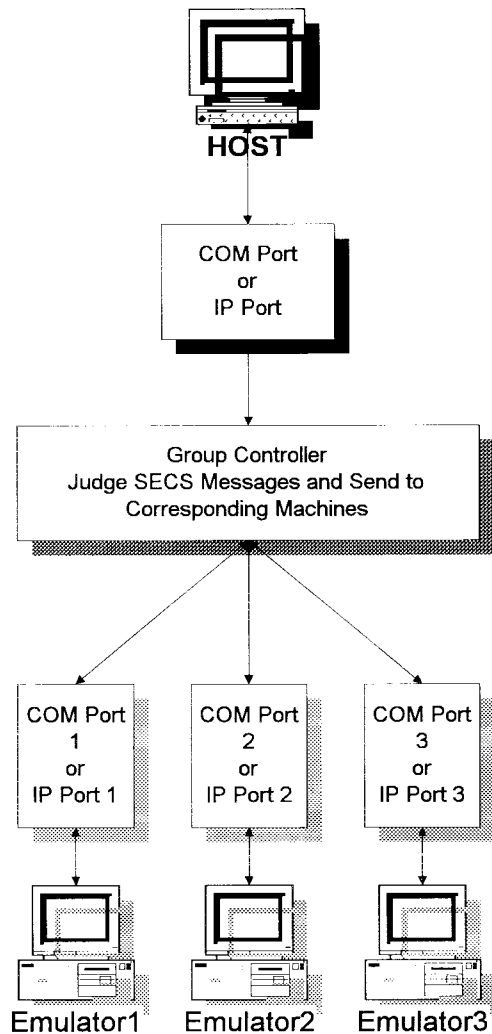 HOST
COM Port
or
IP Port
Group Controller
Judge SECS Messages and Send to
Corresponding Machines
COM Port
1
or
IP Port 1
COM Port
2
or
IP Port 2
COM Port
3
or
IP Port 3
Emulator1
Emulator2
Emulator3